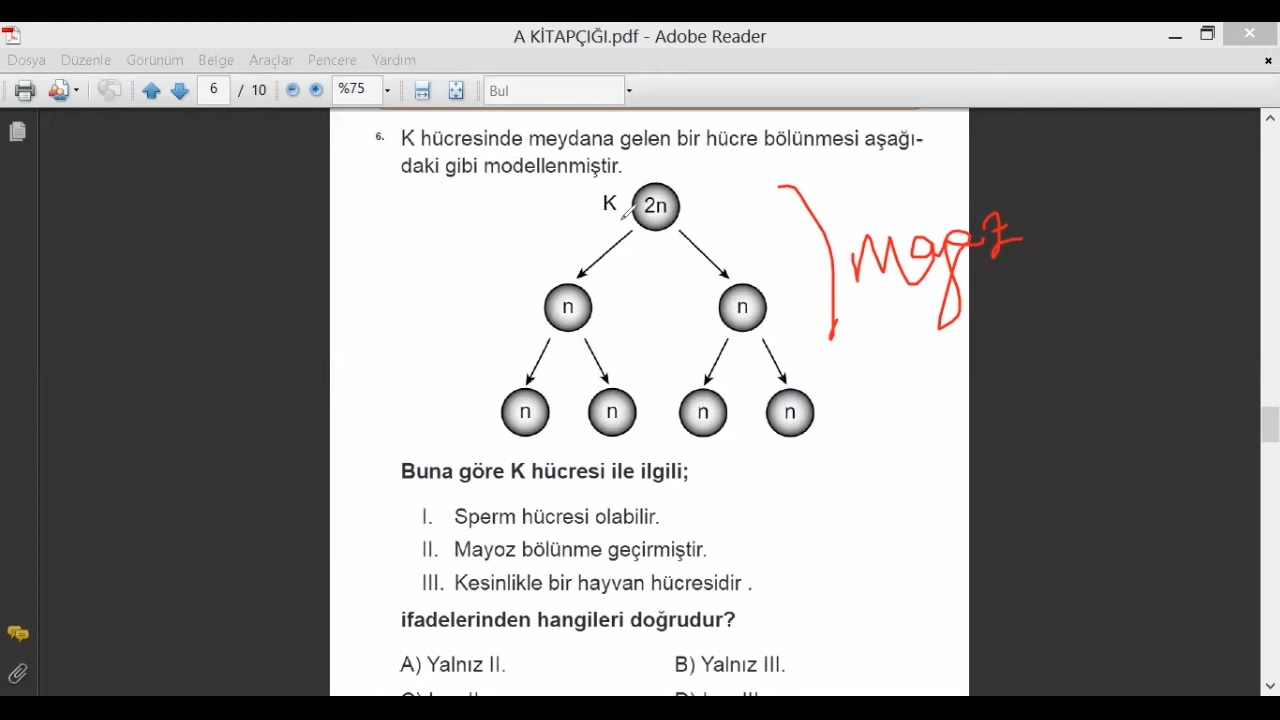 A KİTAPÇIĞI.pdf - Adobe Reader
Dosya Düzenle Görünüm Belge Araçlar Pencere Yardım
6 / 10 %75 Bul
6. K hücresinde meydana gelen bir hücre bölünmesi aşağı-
daki gibi modellenmiştir.
K 2n
n n
n n n n
Mayoz
Buna göre K hücresi ile ilgili;
I. Sperm hücresi olabilir.
II. Mayoz bölünme geçirmiştir.
III. Kesinlikle bir hayvan hücresidir .
ifadelerinden hangileri doğrudur?
A) Yalnız II. B) Yalnız III.